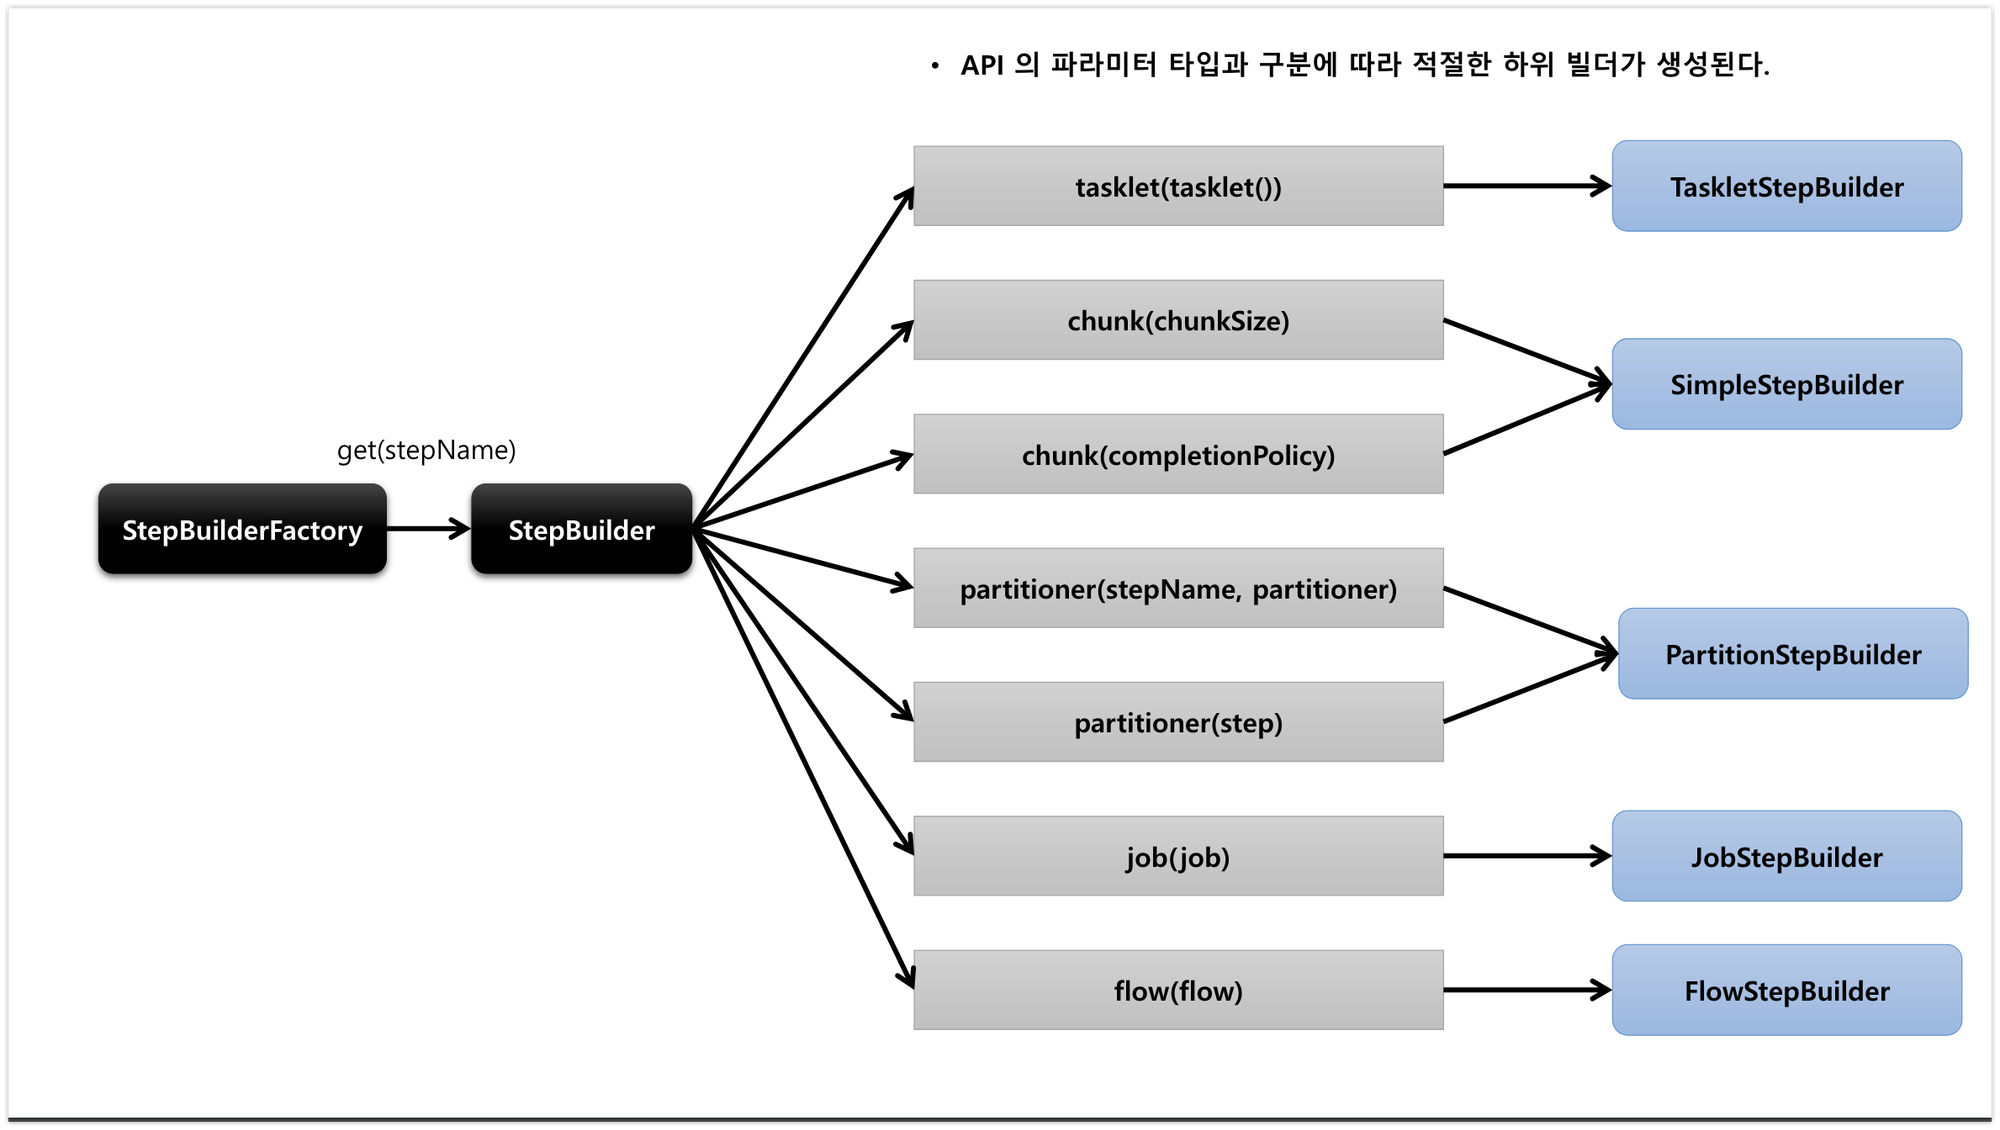 • API 의 파라미터 타입과 구분에 따라 적절한 하위 빌더가 생성된다.
tasklet(tasklet())
TaskletStepBuilder
chunk(chunkSize)
SimpleStepBuilder
chunk(completionPolicy)
get(stepName)
StepBuilderFactory
StepBuilder
partitioner(stepName, partitioner)
PartitionStepBuilder
partitioner(step)
job(job)
JobStepBuilder
flow(flow)
FlowStepBuilder